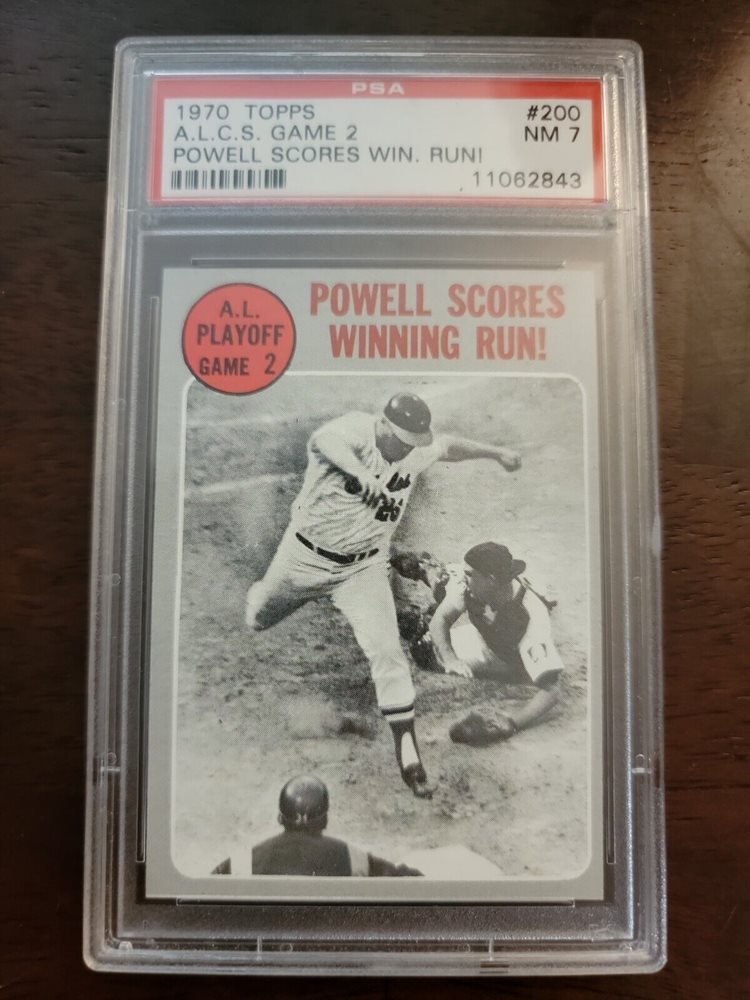 PSA
1970 TOPPS #200
A.L.C.S. GAME 2 NM 7
POWELL SCORES WIN. RUN!
11062843
A.L.
PLAYOFF
GAME 2
POWELL SCORES
WINNING RUN!
26